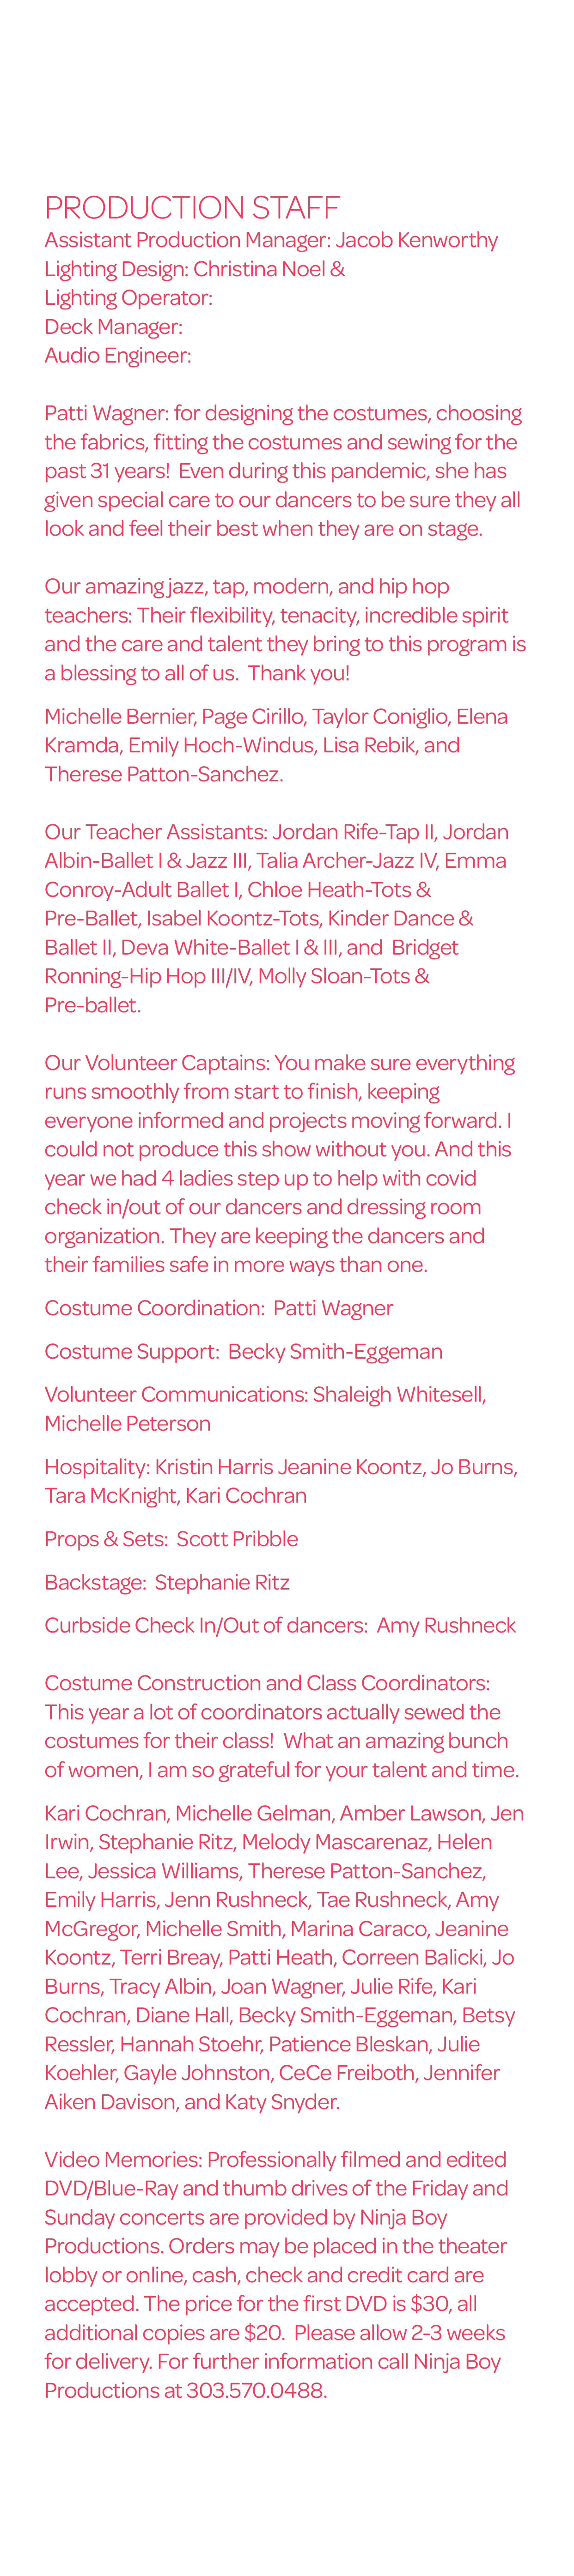 PRODUCTION STAFF
Assistant Production Manager: Jacob Kenworthy
Lighting Design: Christina Noel &
Lighting Operator:
Deck Manager:
Audio Engineer:
Patti Wagner: for designing the costumes, choosing
the fabrics, fitting the costumes and sewing for the
past 31 years!  Even during this pandemic, she has
given special care to our dancers to be sure they all
look and feel their best when they are on stage.
Our amazing jazz, tap, modern, and hip hop
teachers: Their flexibility, tenacity, incredible spirit
and the care and talent they bring to this program is
a blessing to all of us.  Thank you!
Michelle Bernier, Page Cirillo, Taylor Coniglio, Elena
Kramda, Emily Hoch-Windus, Lisa Rebik, and
Therese Patton-Sanchez.
Our Teacher Assistants: Jordan Rife-Tap II, Jordan
Albin-Ballet I & Jazz III, Talia Archer-Jazz IV, Emma
Conroy-Adult Ballet I, Chloe Heath-Tots &
Pre-Ballet, Isabel Koontz-Tots, Kinder Dance &
Ballet II, Deva White-Ballet I & III, and  Bridget
Ronning-Hip Hop III/IV, Molly Sloan-Tots &
Pre-ballet.
Our Volunteer Captains: You make sure everything
runs smoothly from start to finish, keeping
everyone informed and projects moving forward. I
could not produce this show without you. And this
year we had 4 ladies step up to help with covid
check in/out of our dancers and dressing room
organization. They are keeping the dancers and
their families safe in more ways than one.
Costume Coordination:  Patti Wagner
Costume Support:  Becky Smith-Eggeman
Volunteer Communications: Shaleigh Whitesell,
Michelle Peterson
Hospitality: Kristin Harris Jeanine Koontz, Jo Burns,
Tara McKnight, Kari Cochran
Props & Sets:  Scott Pribble
Backstage:  Stephanie Ritz
Curbside Check In/Out of dancers:  Amy Rushneck
Costume Construction and Class Coordinators:
This year a lot of coordinators actually sewed the
costumes for their class!  What an amazing bunch
of women, I am so grateful for your talent and time.
Kari Cochran, Michelle Gelman, Amber Lawson, Jen
Irwin, Stephanie Ritz, Melody Mascarenaz, Helen
Lee, Jessica Williams, Therese Patton-Sanchez,
Emily Harris, Jenn Rushneck, Tae Rushneck, Amy
McGregor, Michelle Smith, Marina Caraco, Jeanine
Koontz, Terri Breay, Patti Heath, Correen Balicki, Jo
Burns, Tracy Albin, Joan Wagner, Julie Rife, Kari
Cochran, Diane Hall, Becky Smith-Eggeman, Betsy
Ressler, Hannah Stoehr, Patience Bleskan, Julie
Koehler, Gayle Johnston, CeCe Freiboth, Jennifer
Aiken Davison, and Katy Snyder.
Video Memories: Professionally filmed and edited
DVD/Blue-Ray and thumb drives of the Friday and
Sunday concerts are provided by Ninja Boy
Productions. Orders may be placed in the theater
lobby or online, cash, check and credit card are
accepted. The price for the first DVD is $30, all
additional copies are $20.  Please allow 2-3 weeks
for delivery. For further information call Ninja Boy
Productions at 303.570.0488.